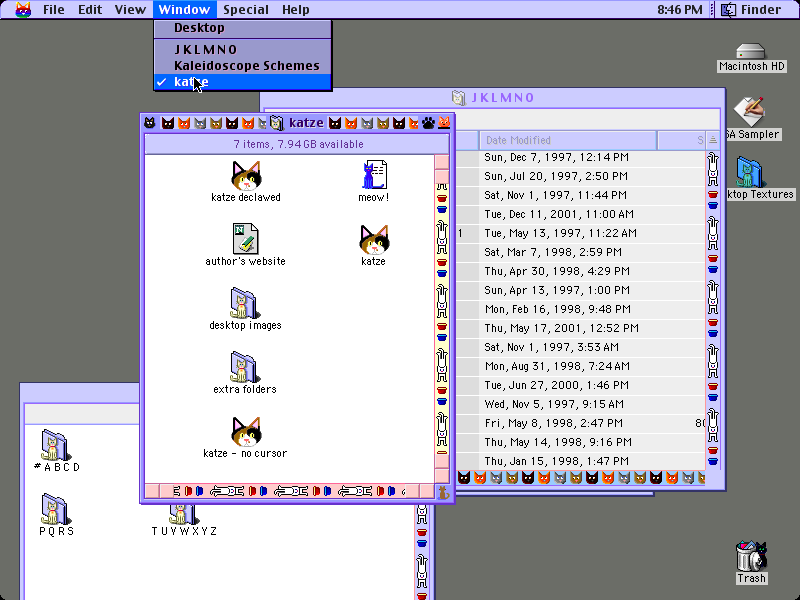 File Edit View Window Special Help 8:46 PM Finder
Desktop
J K L M N O
Kaleidoscope Schemes
katze
Macintosh HD
J K L M N O
SA Sampler
ktop Textures
katze
7 items, 7.94 GB available
katze declawed
meow!
author's website
katze
desktop images
extra folders
katze - no cursor
Date Modified S
Sun, Dec 7, 1997, 12:14 PM
Sun, Jul 20, 1997, 2:50 PM
Sat, Nov 1, 1997, 11:44 PM
Tue, Dec 11, 2001, 11:00 AM
1 Tue, May 13, 1997, 11:22 AM
Sat, Mar 7, 1998, 2:59 PM
Thu, Apr 30, 1998, 4:29 PM
Sun, Apr 13, 1997, 1:00 PM
Mon, Feb 16, 1998, 9:48 PM
Thu, May 17, 2001, 12:52 PM
Sat, Nov 1, 1997, 3:53 AM
Mon, Aug 31, 1998, 7:24 AM
Tue, Jun 27, 2000, 1:46 PM
Wed, Nov 5, 1997, 9:15 AM
Fri, May 8, 1998, 2:47 PM 80
Thu, May 14, 1998, 9:16 PM
Thu, Jan 15, 1998, 1:47 PM
# A B C D
P Q R S
T U V W X Y Z
Trash